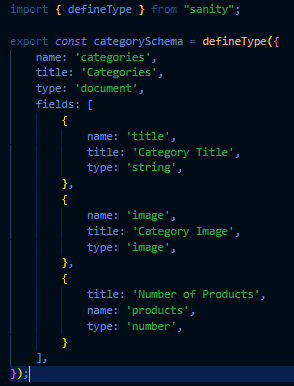 import { defineType } from "sanity";
export const categorySchema = defineType({
name: 'categories',
title: 'Categories',
type: 'document',
fields: [
{
name: 'title',
title: 'Category Title',
type: 'string',
},
{
name: 'image',
title: 'Category Image',
type: 'image',
},
{
title: 'Number of Products',
name: 'products',
type: 'number',
}
],
});